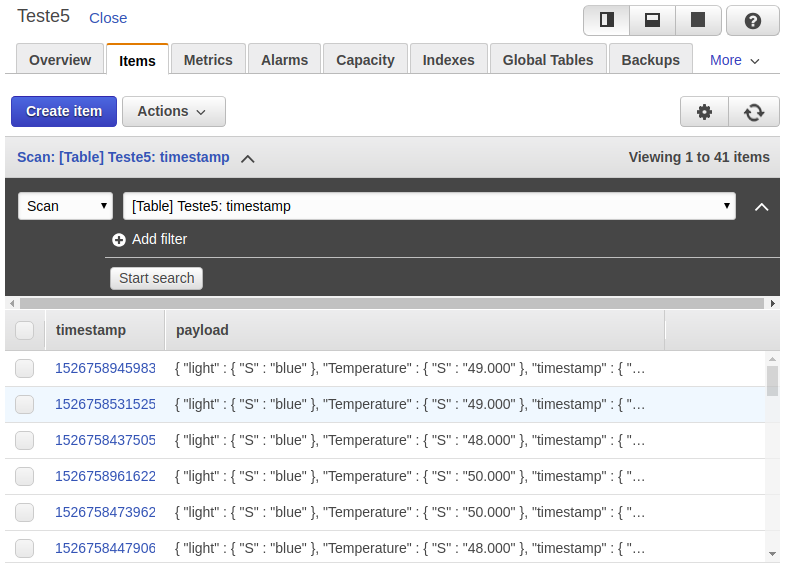 Teste5 Close
Overview Items Metrics Alarms Capacity Indexes Global Tables Backups More
Create item Actions
Scan: [Table] Teste5: timestamp Viewing 1 to 41 items
Scan [Table] Teste5: timestamp
Add filter
Start search
timestamp payload
1526758945983 { "light" : { "S" : "blue" }, "Temperature" : { "S" : "49.000" }, "timestamp" : { "…
1526758531525 { "light" : { "S" : "blue" }, "Temperature" : { "S" : "49.000" }, "timestamp" : { "…
1526758437505 { "light" : { "S" : "blue" }, "Temperature" : { "S" : "48.000" }, "timestamp" : { "…
1526758961622 { "light" : { "S" : "blue" }, "Temperature" : { "S" : "50.000" }, "timestamp" : { "…
1526758473962 { "light" : { "S" : "blue" }, "Temperature" : { "S" : "50.000" }, "timestamp" : { "…
1526758447906 { "light" : { "S" : "blue" }, "Temperature" : { "S" : "48.000" }, "timestamp" : { "…